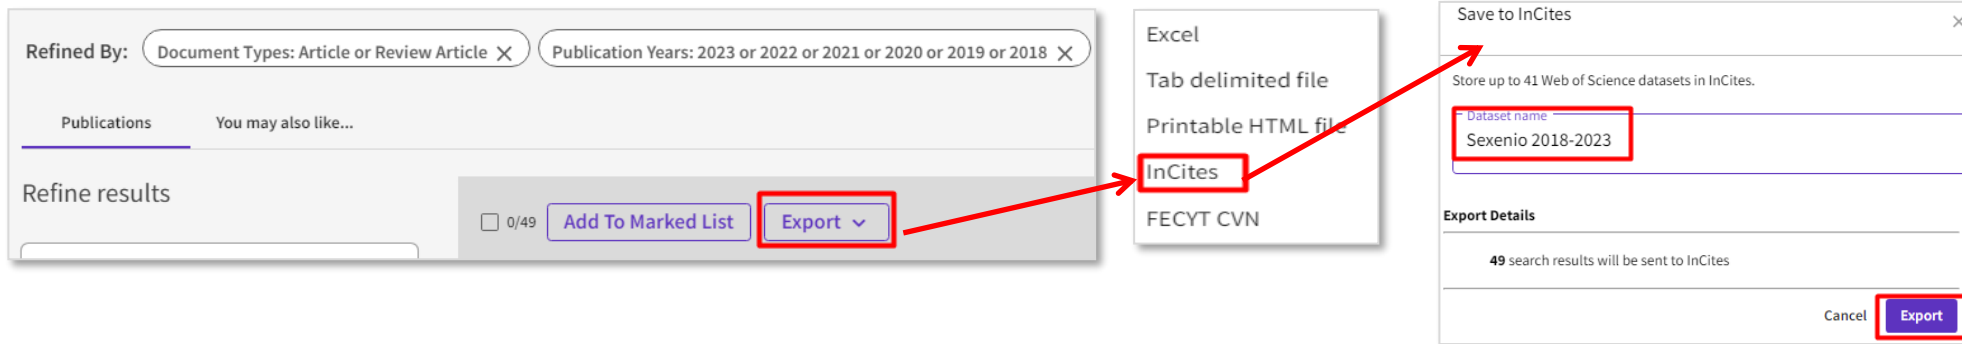 Refined By: Document Types: Article or Review Article Publication Years: 2023 or 2022 or 2021 or 2020 or 2019 or 2018
Publications You may also like...
Refine results
0/49 Add To Marked List Export
Excel
Tab delimited file
Printable HTML file
InCites
FECYT CVN
Save to InCites
Store up to 41 Web of Science datasets in InCites.
Dataset name
Sexenio 2018-2023
Export Details
49 search results will be sent to InCites
Cancel Export